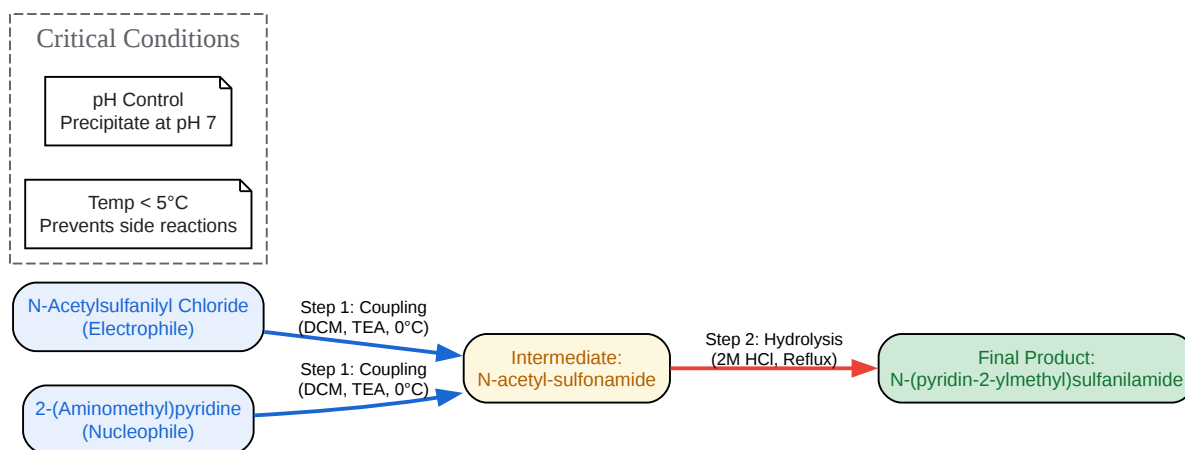 Critical Conditions
pH Control
Precipitate at pH 7
Temp < 5°C
Prevents side reactions
N-Acetylsulfanilyl Chloride
(Electrophile)
2-(Aminomethyl)pyridine
(Nucleophile)
Step 1: Coupling
(DCM, TEA, 0°C)
Step 1: Coupling
(DCM, TEA, 0°C)
Intermediate:
N-acetyl-sulfonamide
Step 2: Hydrolysis
(2M HCl, Reflux)
Final Product:
N-(pyridin-2-ylmethyl)sulfanilamide